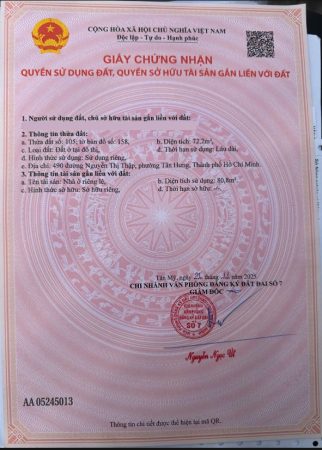 CỘNG HÒA XÃ HỘI CHỦ NGHĨA VIỆT NAM
Độc lập - Tự do - Hạnh phúc
GIẤY CHỨNG NHẬN
QUYỀN SỬ DỤNG ĐẤT, QUYỀN SỞ HỮU TÀI SẢN GẮN LIỀN VỚI ĐẤT
1. Người sử dụng đất, chủ sở hữu tài sản gắn liền với đất:
2. Thông tin thửa đất:
a. Thửa đất số: 105; tờ bản đồ số: 158, b. Diện tích: 72,2m²,
c. Loại đất: Đất ở tại đô thị, d. Thời hạn sử dụng: Lâu dài,
đ. Hình thức sử dụng: Sử dụng riêng,
e. Địa chỉ: 490 đường Nguyễn Thị Thập, phường Tân Hưng, Thành phố Hồ Chí Minh.
3. Thông tin tài sản gắn liền với đất:
a. Tên tài sản: Nhà ở riêng lẻ, b. Diện tích sử dụng: 80,8m²,
c. Hình thức sở hữu: Sở hữu riêng, d. Thời hạn sở hữu: -/-.
Tân Mỹ, ngày tháng 12 năm 2025
CHI NHÁNH VĂN PHÒNG ĐĂNG KÝ ĐẤT ĐAI SỐ 7
GIÁM ĐỐC
SỐ 7
Nguyễn Ngọc Út
AA 05245013
Thông tin chi tiết được thể hiện tại mã QR.